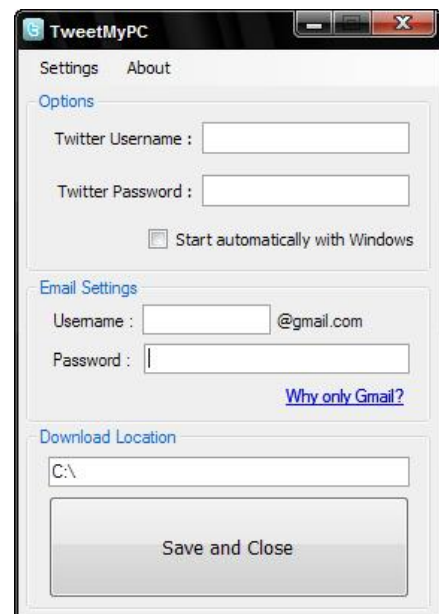 TweetMyPC
Settings About
Options
Twitter Username :
Twitter Password :
Start automatically with Windows
Email Settings
Username : @gmail.com
Password :
Why only Gmail?
Download Location
C:\
Save and Close